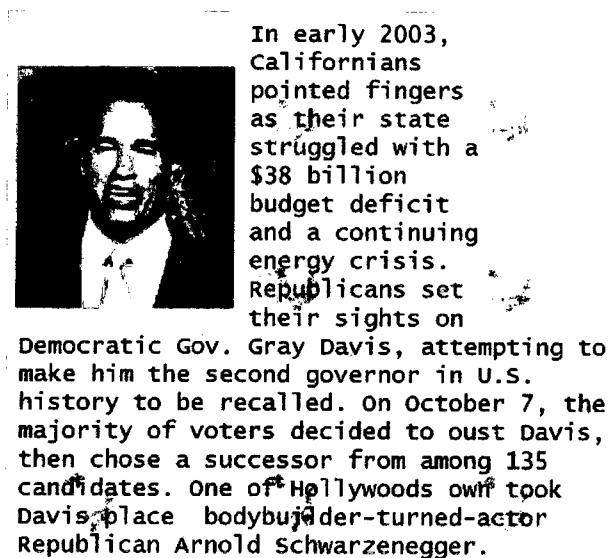 In early 2003,
Californians
pointed fingers
as their state
struggled with a
$38 billion
budget deficit
and a continuing
energy crisis.
Republicans set
their sights on
Democratic Gov. Gray Davis, attempting to
make him the second governor in U.S.
history to be recalled. On October 7, the
majority of voters decided to oust Davis,
then chose a successor from among 135
candidates. One of Hollywoods own took
Davis place bodybuilder-turned-actor
Republican Arnold Schwarzenegger.